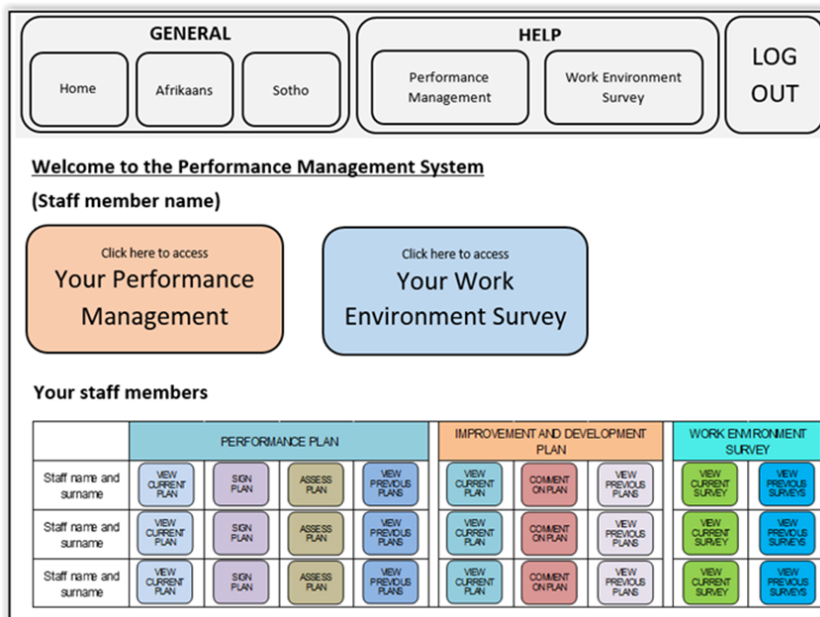 GENERAL
HELP
LOG
OUT
Home
Afrikaans
Sotho
Performance
Management
Work Environment
Survey
Welcome to the Performance Management System
(Staff member name)
Click here to access
Your Performance
Management
Click here to access
Your Work
Environment Survey
Your staff members
PERFORMANCE PLAN
IMPROVEMENT AND DEVELOPMENT
PLAN
WORK ENVIRONMENT
SURVEY
Staff name and
surname
VIEW
CURRENT
PLAN
SIGN
PLAN
ASSESS
PLAN
VIEW
PREVIOUS
PLANS
VIEW
CURRENT
PLAN
COMMENT
ON PLAN
VIEW
PREVIOUS
PLANS
VIEW
CURRENT
SURVEY
VIEW
PREVIOUS
SURVEYS
Staff name and
surname
VIEW
CURRENT
PLAN
SIGN
PLAN
ASSESS
PLAN
VIEW
PREVIOUS
PLANS
VIEW
CURRENT
PLAN
COMMENT
ON PLAN
VIEW
PREVIOUS
PLANS
VIEW
CURRENT
SURVEY
VIEW
PREVIOUS
SURVEYS
Staff name and
surname
VIEW
CURRENT
PLAN
SIGN
PLAN
ASSESS
PLAN
VIEW
PREVIOUS
PLANS
VIEW
CURRENT
PLAN
COMMENT
ON PLAN
VIEW
PREVIOUS
PLANS
VIEW
CURRENT
SURVEY
VIEW
PREVIOUS
SURVEYS